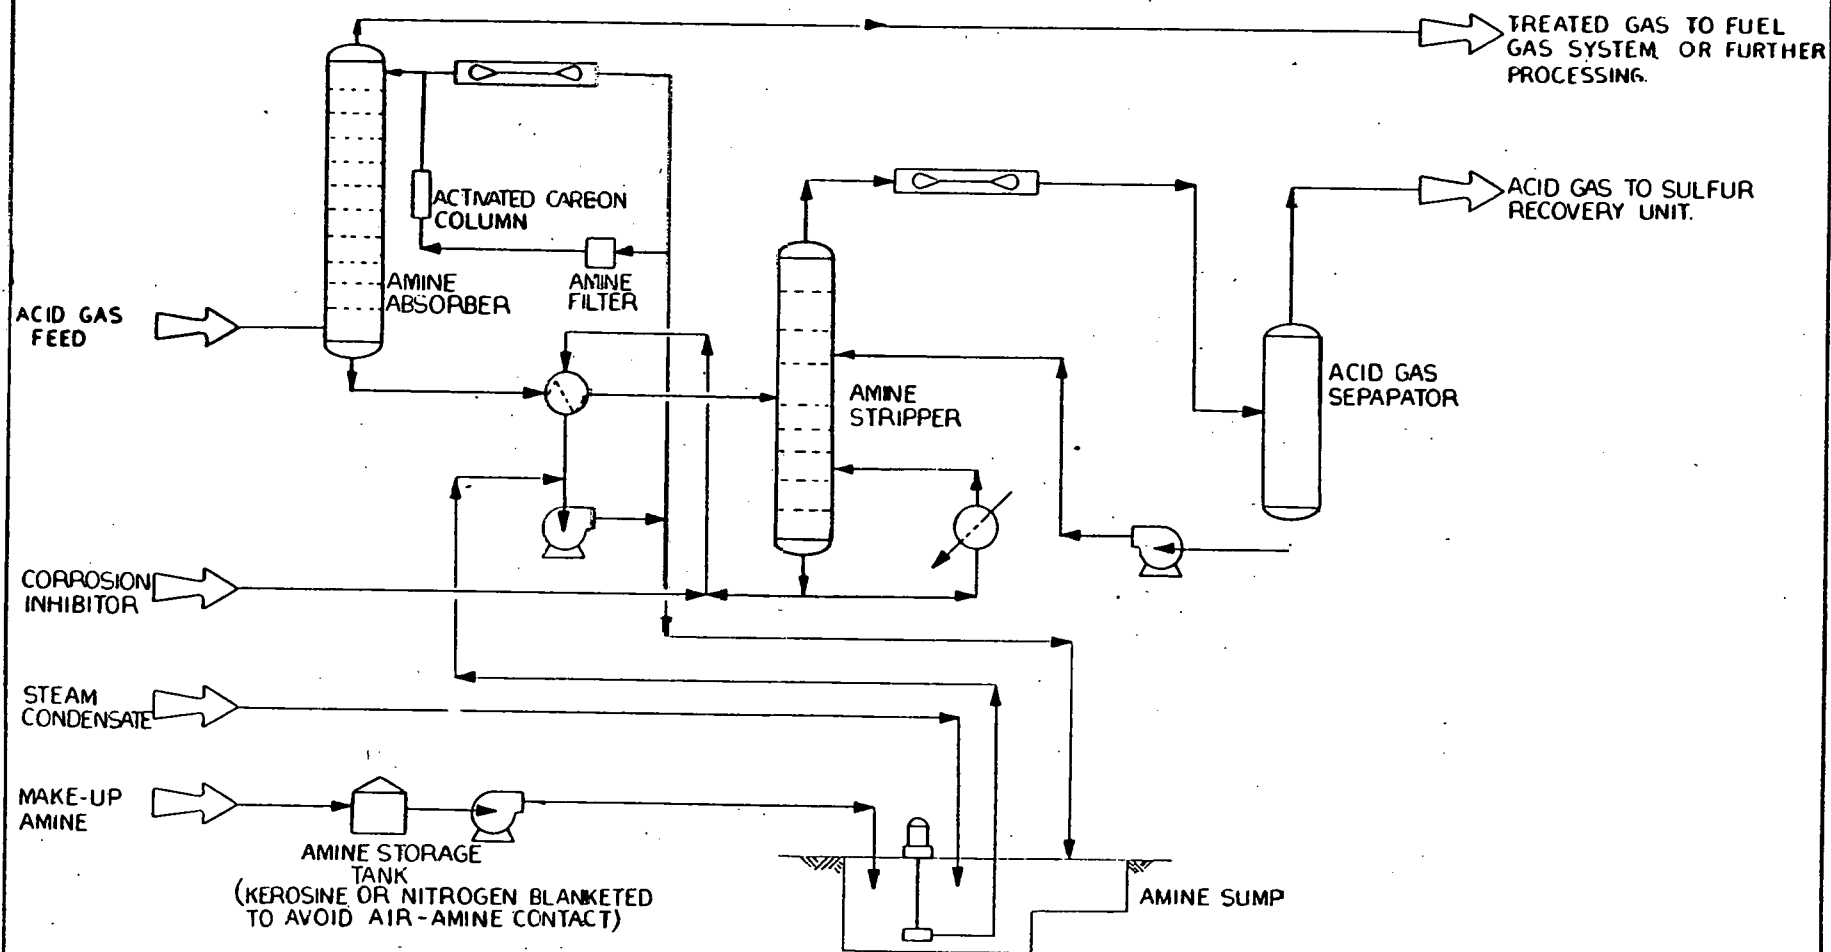 TREATED GAS TO FUEL
GAS SYSTEM OR FURTHER
PROCESSING.
ACTIVATED CARBON
COLUMN
ACID GAS TO SULFUR
RECOVERY UNIT.
AMINE
ABSORBER
AMINE
FILTER
ACID GAS
FEED
AMINE
STRIPPER
ACID GAS
SEPAPATOR
CORROSION
INHIBITOR
STEAM
CONDENSATE
MAKE-UP
AMINE
AMINE STORAGE
TANK
(KEROSINE OR NITROGEN BLANKETED
TO AVOID AIR-AMINE CONTACT)
AMINE SUMP